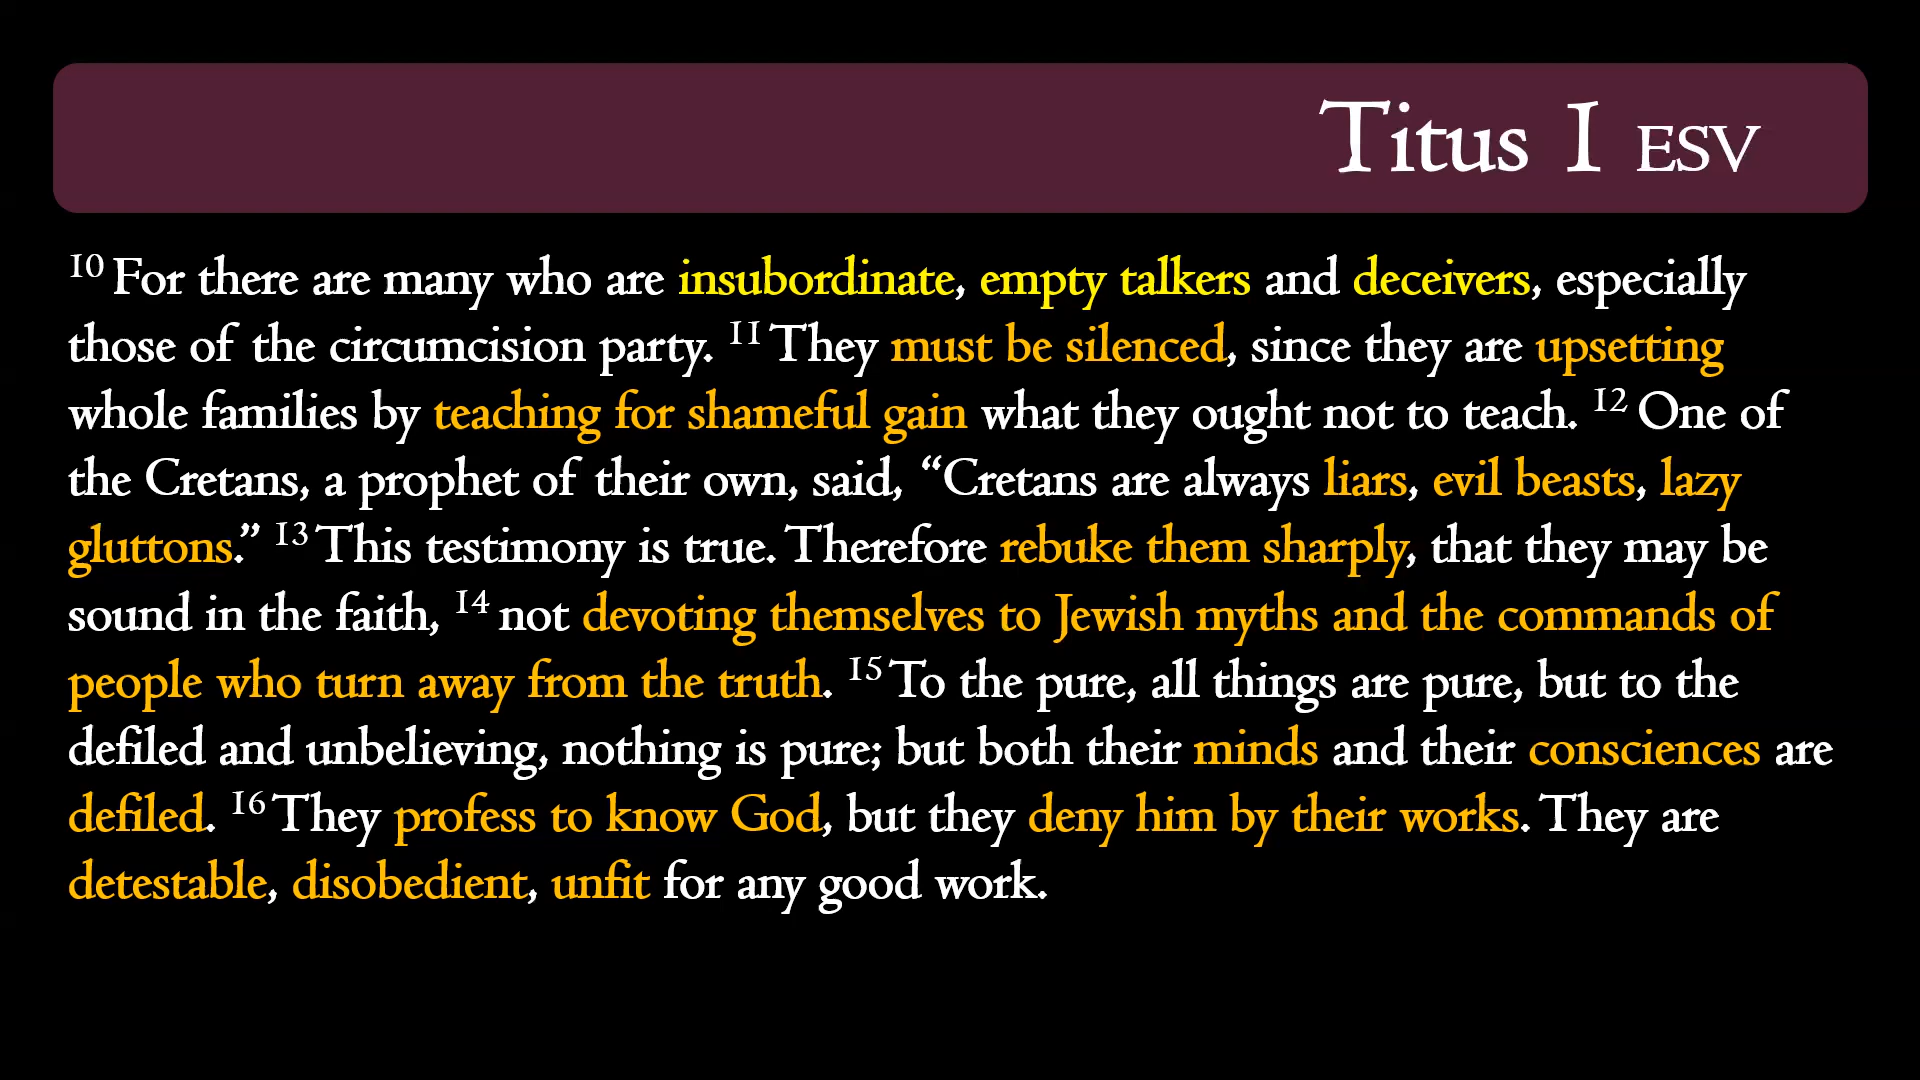 Titus 1 ESV
10 For there are many who are insubordinate, empty talkers and deceivers, especially
those of the circumcision party. 11 They must be silenced, since they are upsetting
whole families by teaching for shameful gain what they ought not to teach. 12 One of
the Cretans, a prophet of their own, said, “Cretans are always liars, evil beasts, lazy
gluttons.” 13 This testimony is true. Therefore rebuke them sharply, that they may be
sound in the faith, 14 not devoting themselves to Jewish myths and the commands of
people who turn away from the truth. 15 To the pure, all things are pure, but to the
defiled and unbelieving, nothing is pure; but both their minds and their consciences are
defiled. 16 They profess to know God, but they deny him by their works. They are
detestable, disobedient, unfit for any good work.